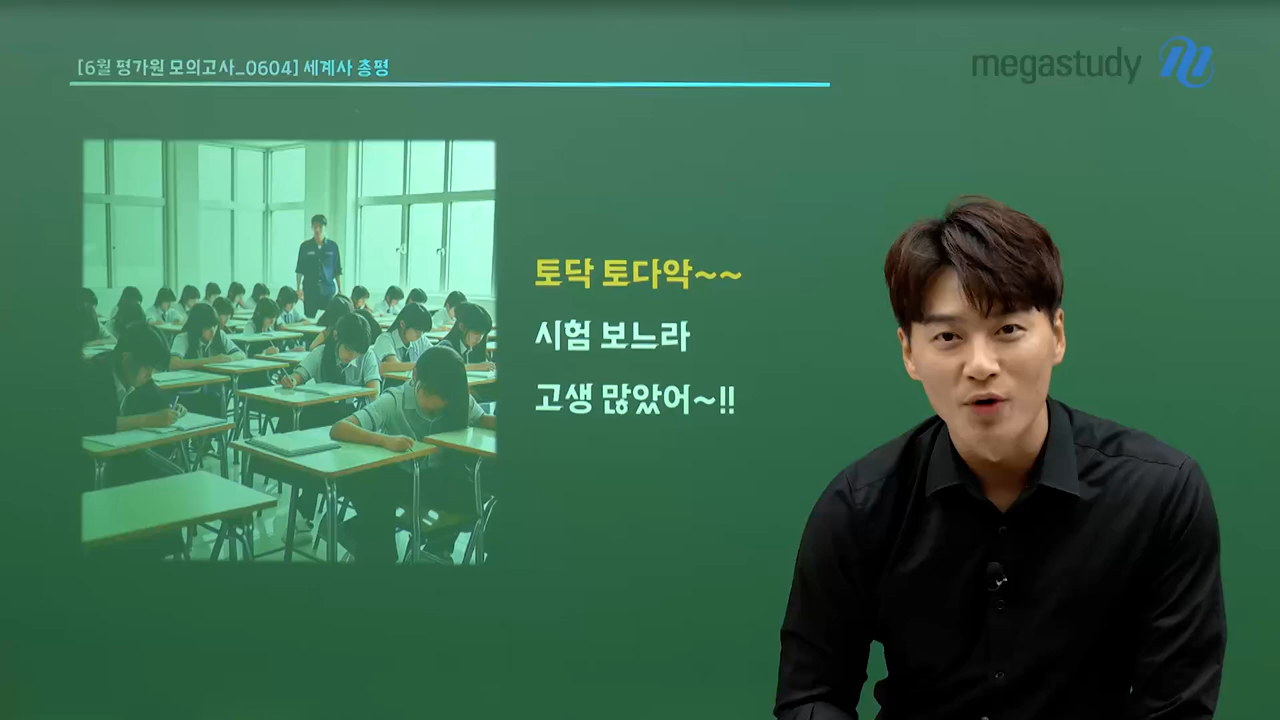 [6월 평가원 모의고사_0604] 세계사 총평
megastudy
토닥 토다악~~
시험 보느라
고생 많았어~!!